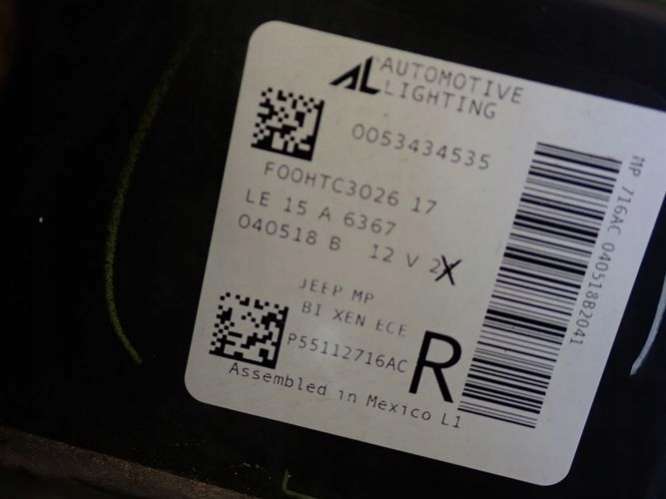 AL AUTOMOTIVE
LIGHTING
0053434535
F00HTC3026 17
LE 15 A 6367
040518 B 12 V 2X
JEEP MP
BI XEN ECE
P55112716AC
R
Assembled in Mexico L1
MP 716AC 040518B2041